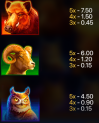 5x - 7.50
4x - 1.50
3x - 0.45
5x - 6.00
4x - 1.20
3x - 0.15
5x - 4.50
4x - 0.90
3x - 0.15